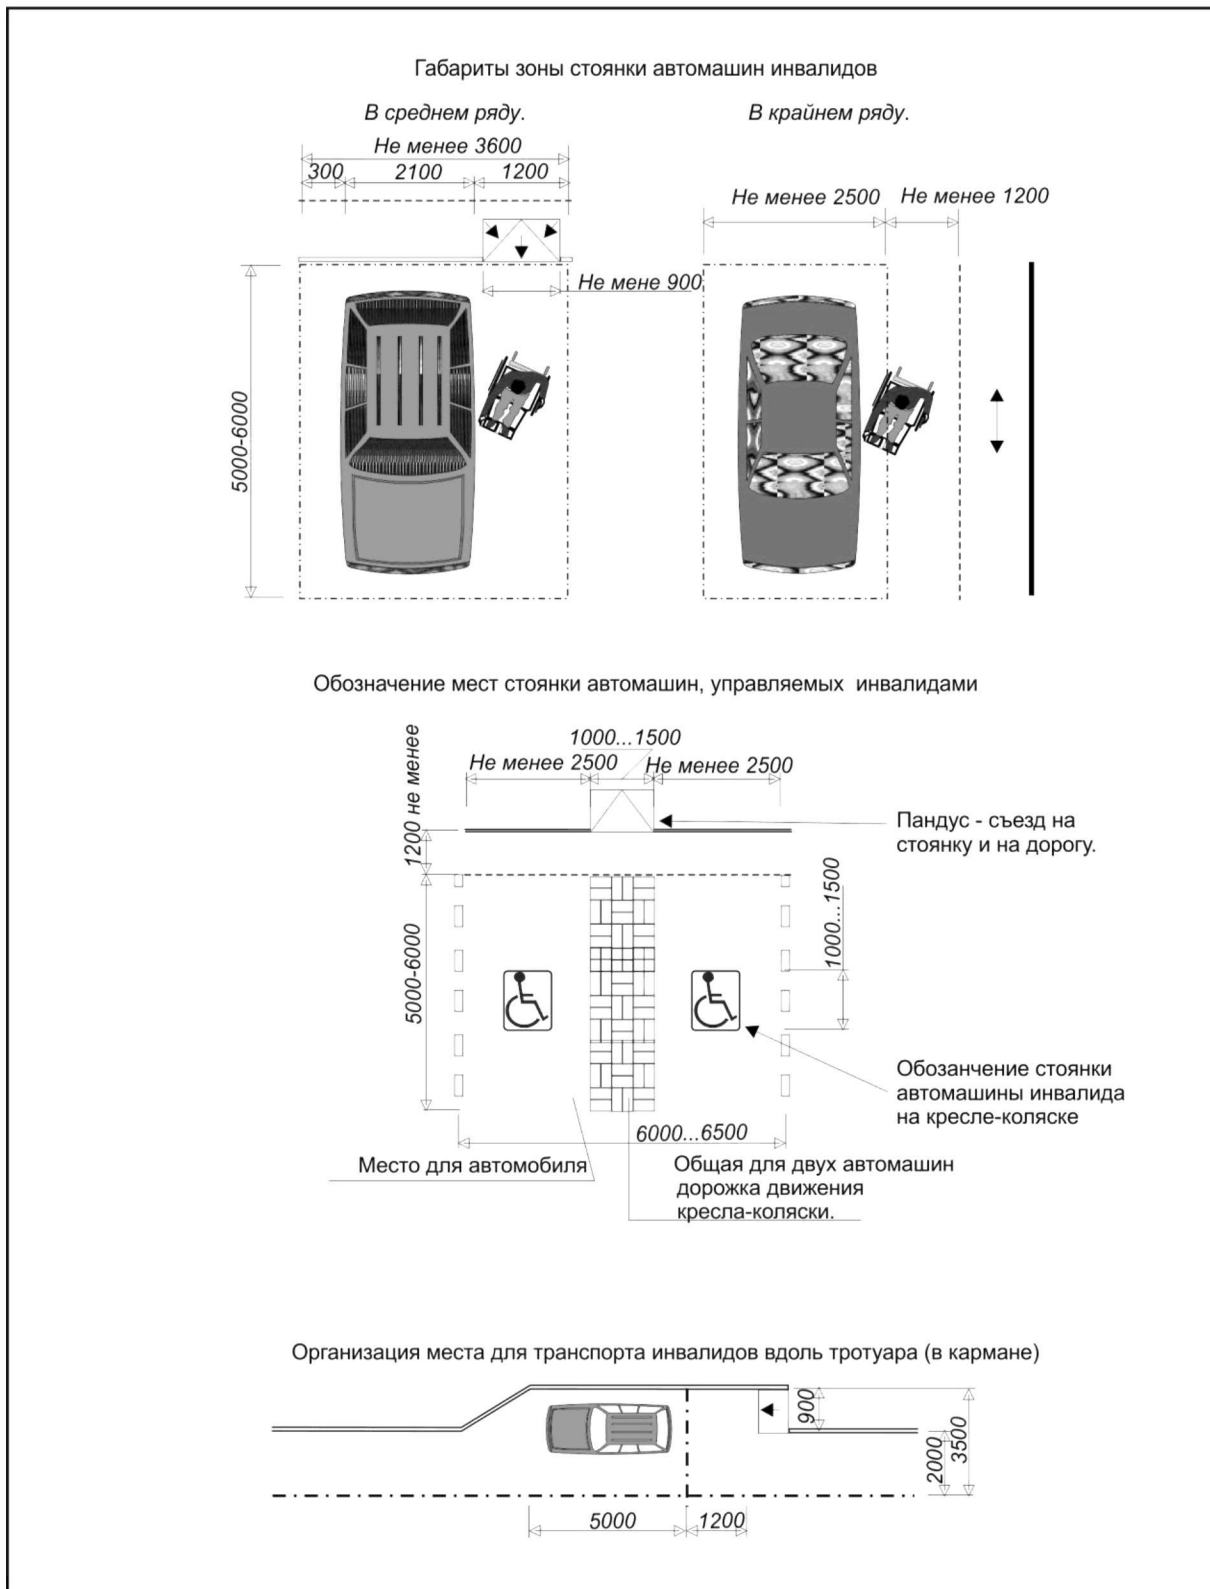 Габариты зоны стоянки автомашин инвалидов
В среднем ряду.
В крайнем ряду.
Не менее 3600
300
2100
1200
Не менее 2500
Не менее 1200
Не мене 900
5000-6000
Обозначение мест стоянки автомашин, управляемых инвалидами
1000...1500
Не менее 2500
Не менее 2500
1200 не менее
Пандус - съезд на
стоянку и на дорогу.
5000-6000
1000...1500
Обозанчение стоянки
автомашины инвалида
на кресле-коляске
6000...6500
Место для автомобиля
Общая для двух автомашин
дорожка движения
кресла-коляски.
Организация места для транспорта инвалидов вдоль тротуара (в кармане)
900
2000
3500
5000
1200